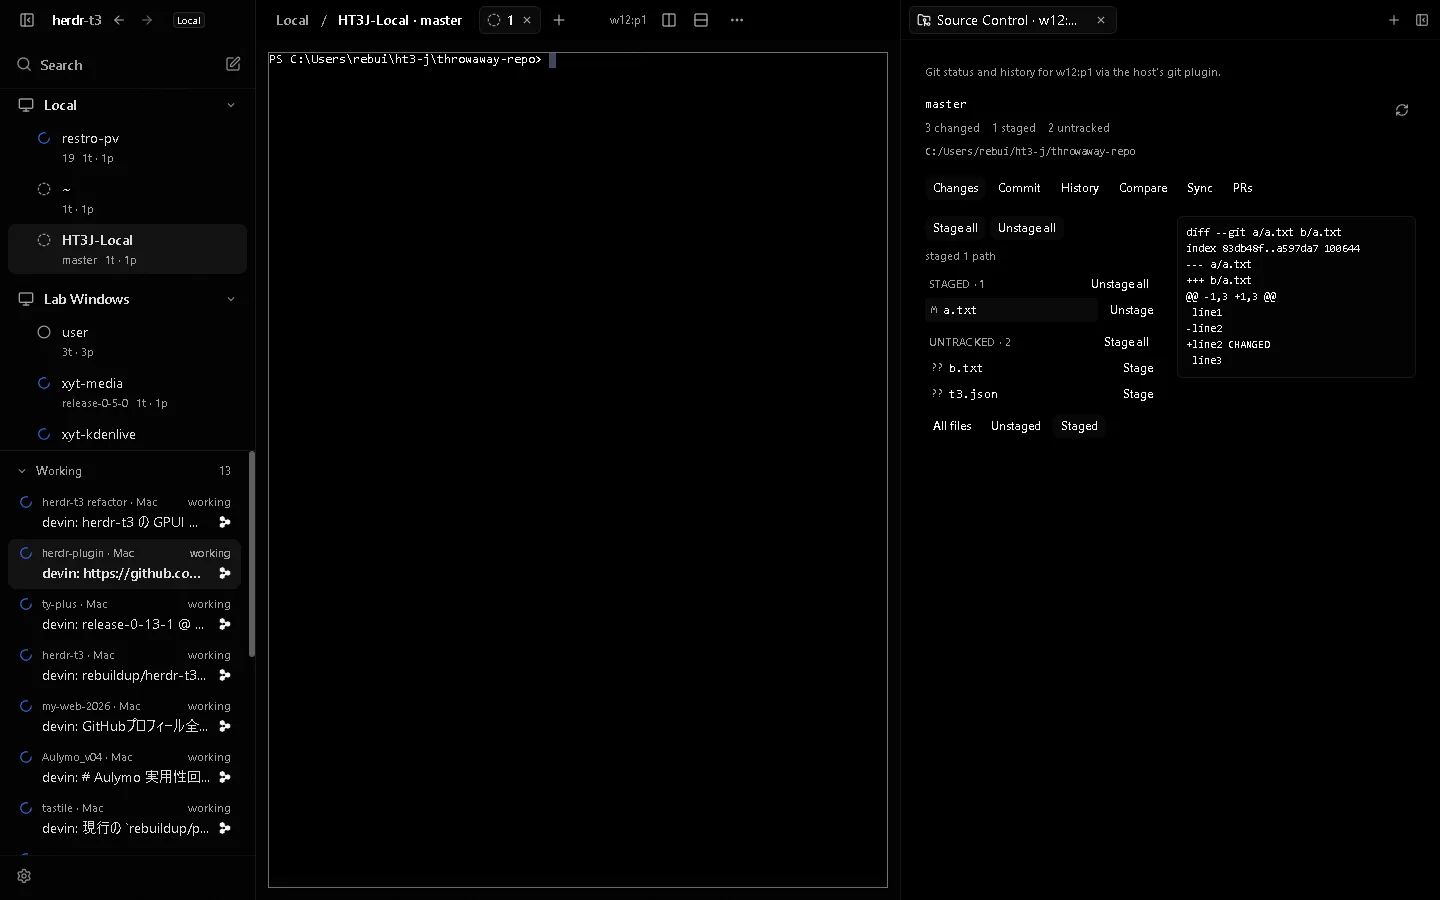 herdr-t3
Local
Search
Local
restro-pv
19 1t · 1p
~
1t · 1p
HT3J-Local
master 1t · 1p
Lab Windows
user
3t · 3p
xyt-media
release-0-5-0 1t · 1p
xyt-kdenlive
Working 13
herdr-t3 refactor · Mac working
devin: herdr-t3 の GPUI ...
herdr-plugin · Mac working
devin: https://github.co...
ty-plus · Mac working
devin: release-0-13-1 @ ...
herdr-t3 · Mac working
devin: rebuildup/herdr-t3...
my-web-2026 · Mac working
devin: GitHubプロフィール全...
Aulymo_v04 · Mac working
devin: # Aulymo 実用性回...
tastile · Mac working
devin: 現行の `rebuildup/p...
Local / HT3J-Local · master
1
w12:p1
PS C:\Users\rebui\ht3-j\throwaway-repo>
Source Control · w12:...
Git status and history for w12:p1 via the host's git plugin.
master
3 changed 1 staged 2 untracked
C:/Users/rebui/ht3-j/throwaway-repo
Changes Commit History Compare Sync PRs
Stage all Unstage all
staged 1 path
STAGED · 1 Unstage all
M a.txt Unstage
UNTRACKED · 2 Stage all
?? b.txt Stage
?? t3.json Stage
All files Unstaged Staged
diff --git a/a.txt b/a.txt
index 83db48f..a597da7 100644
--- a/a.txt
+++ b/a.txt
@@ -1,3 +1,3 @@
line1
-line2
+line2 CHANGED
line3